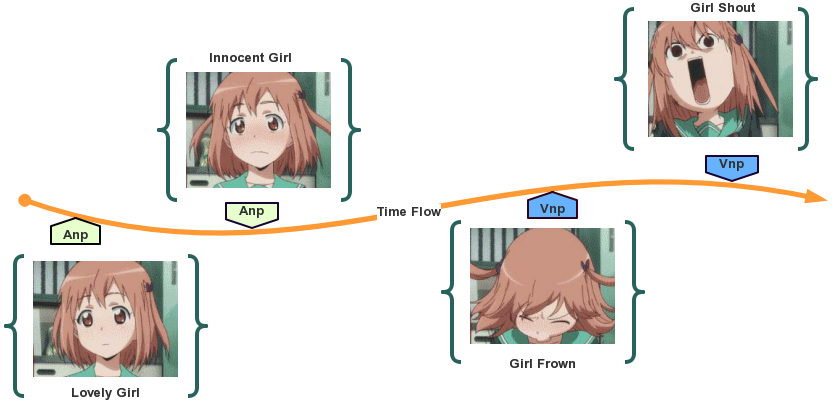 Girl Shout
Innocent Girl
Vnp
Anp
Time Flow
Vnp
Anp
Girl Frown
Lovely Girl